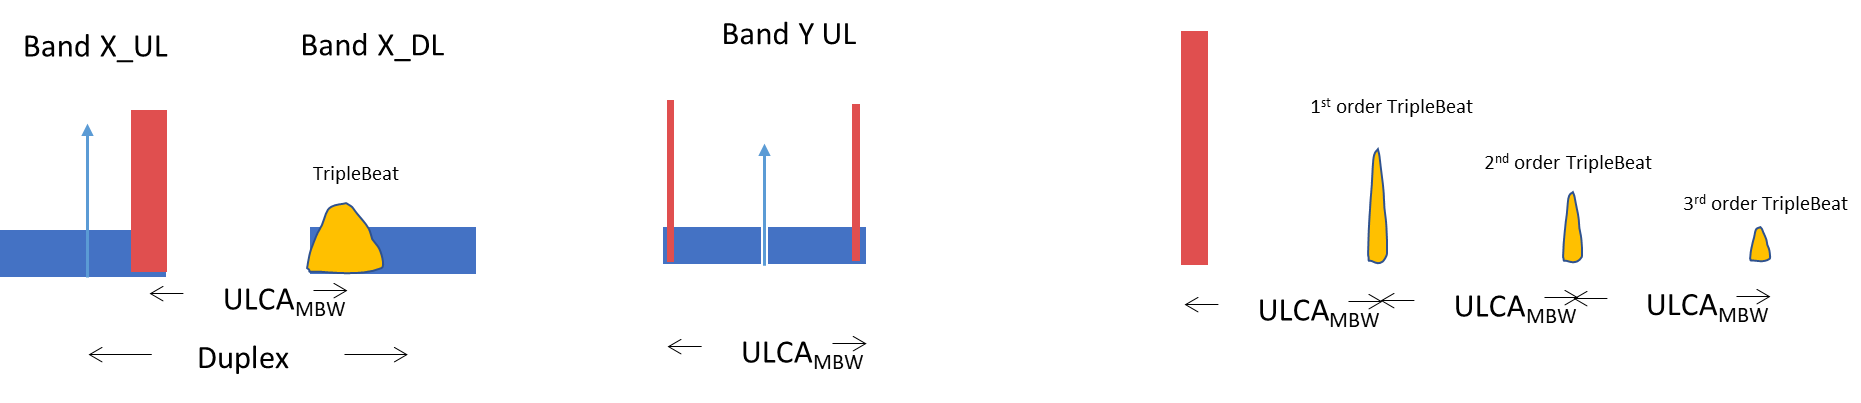 Band X_UL
Band X_DL
Band Y UL
TripleBeat
1st order TripleBeat
2nd order TripleBeat
3rd order TripleBeat
ULCAMBW
Duplex
ULCAMBW
ULCAMBW
ULCAMBW
ULCAMBW